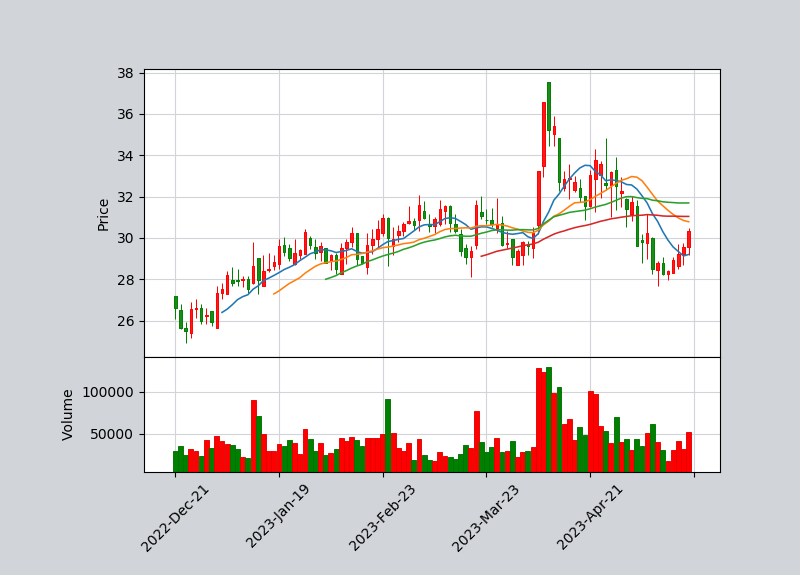 38
36
34
32
30
28
26
Price
100000
50000
Volume
2022-Dec-21
2023-Jan-19
2023-Feb-23
2023-Mar-23
2023-Apr-21